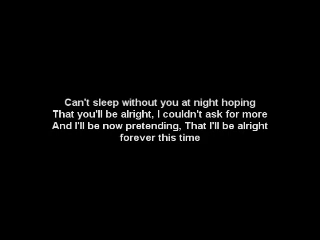 Can't sleep without you at night hoping
That you'll be alright, I couldn't ask for more
And I'll be now pretending, That I'll be alright
forever this time